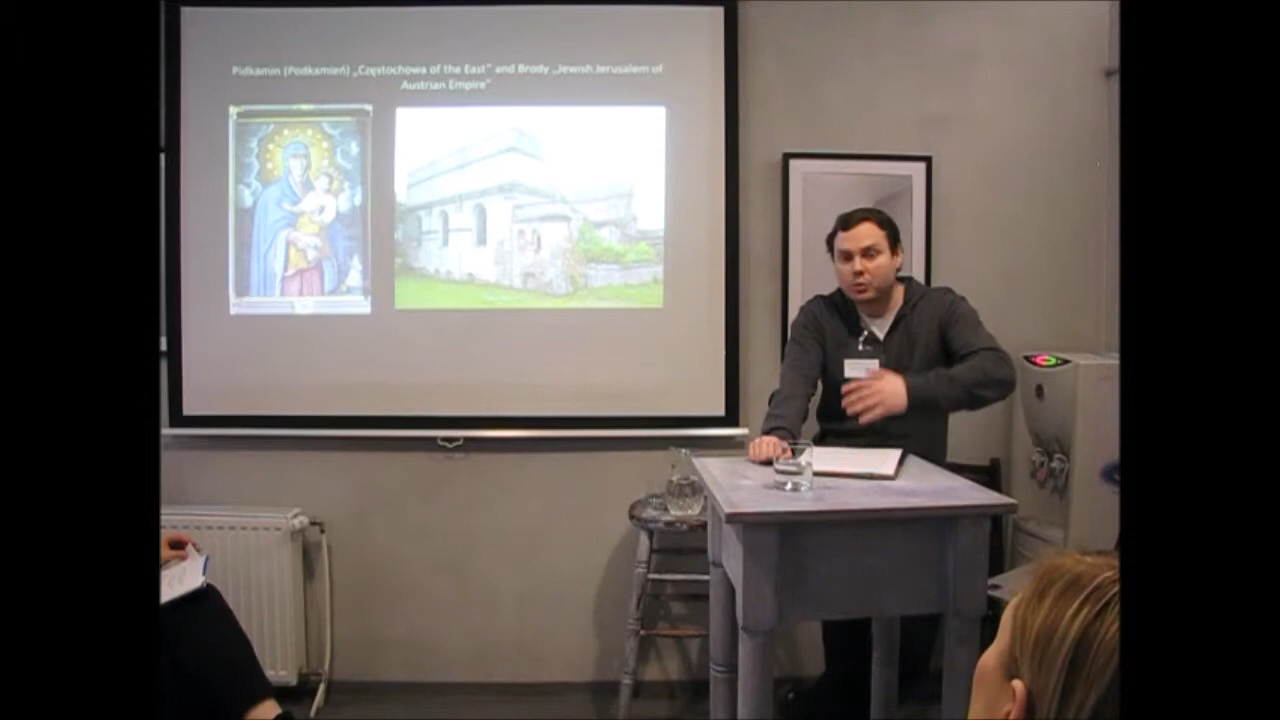 Pidkamin (Podkamień) „Częstochowa of the East” and Brody „Jewish Jerusalem of
Austrian Empire”